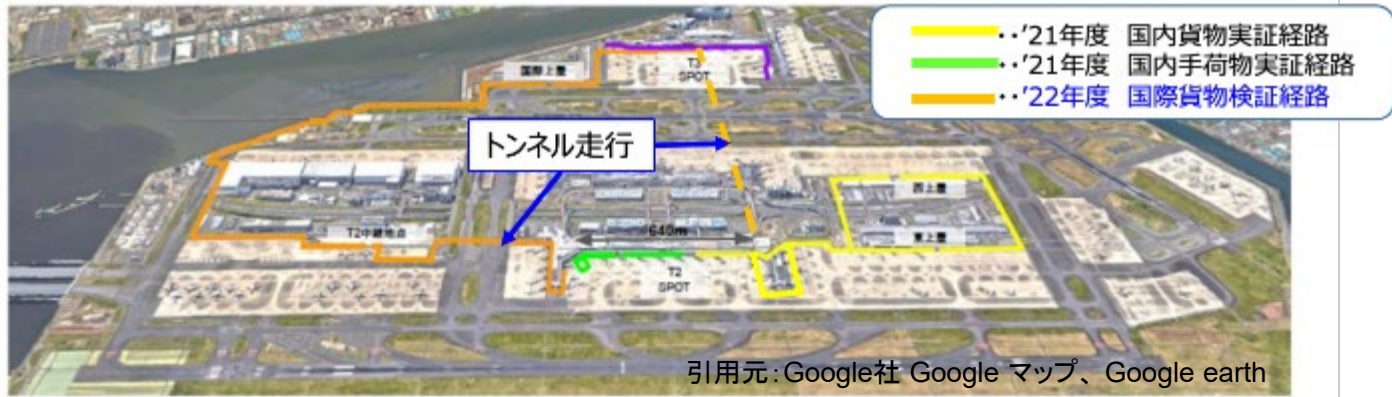 ‥’21年度 国内貨物実証経路
‥’21年度 国内手荷物実証経路
‥’22年度 国際貨物検証経路
T3
SPOT
国際上屋
トンネル走行
西上屋
東上屋
T2中継地点
640m
T2
SPOT
引用元：Google社 Google マップ、Google earth